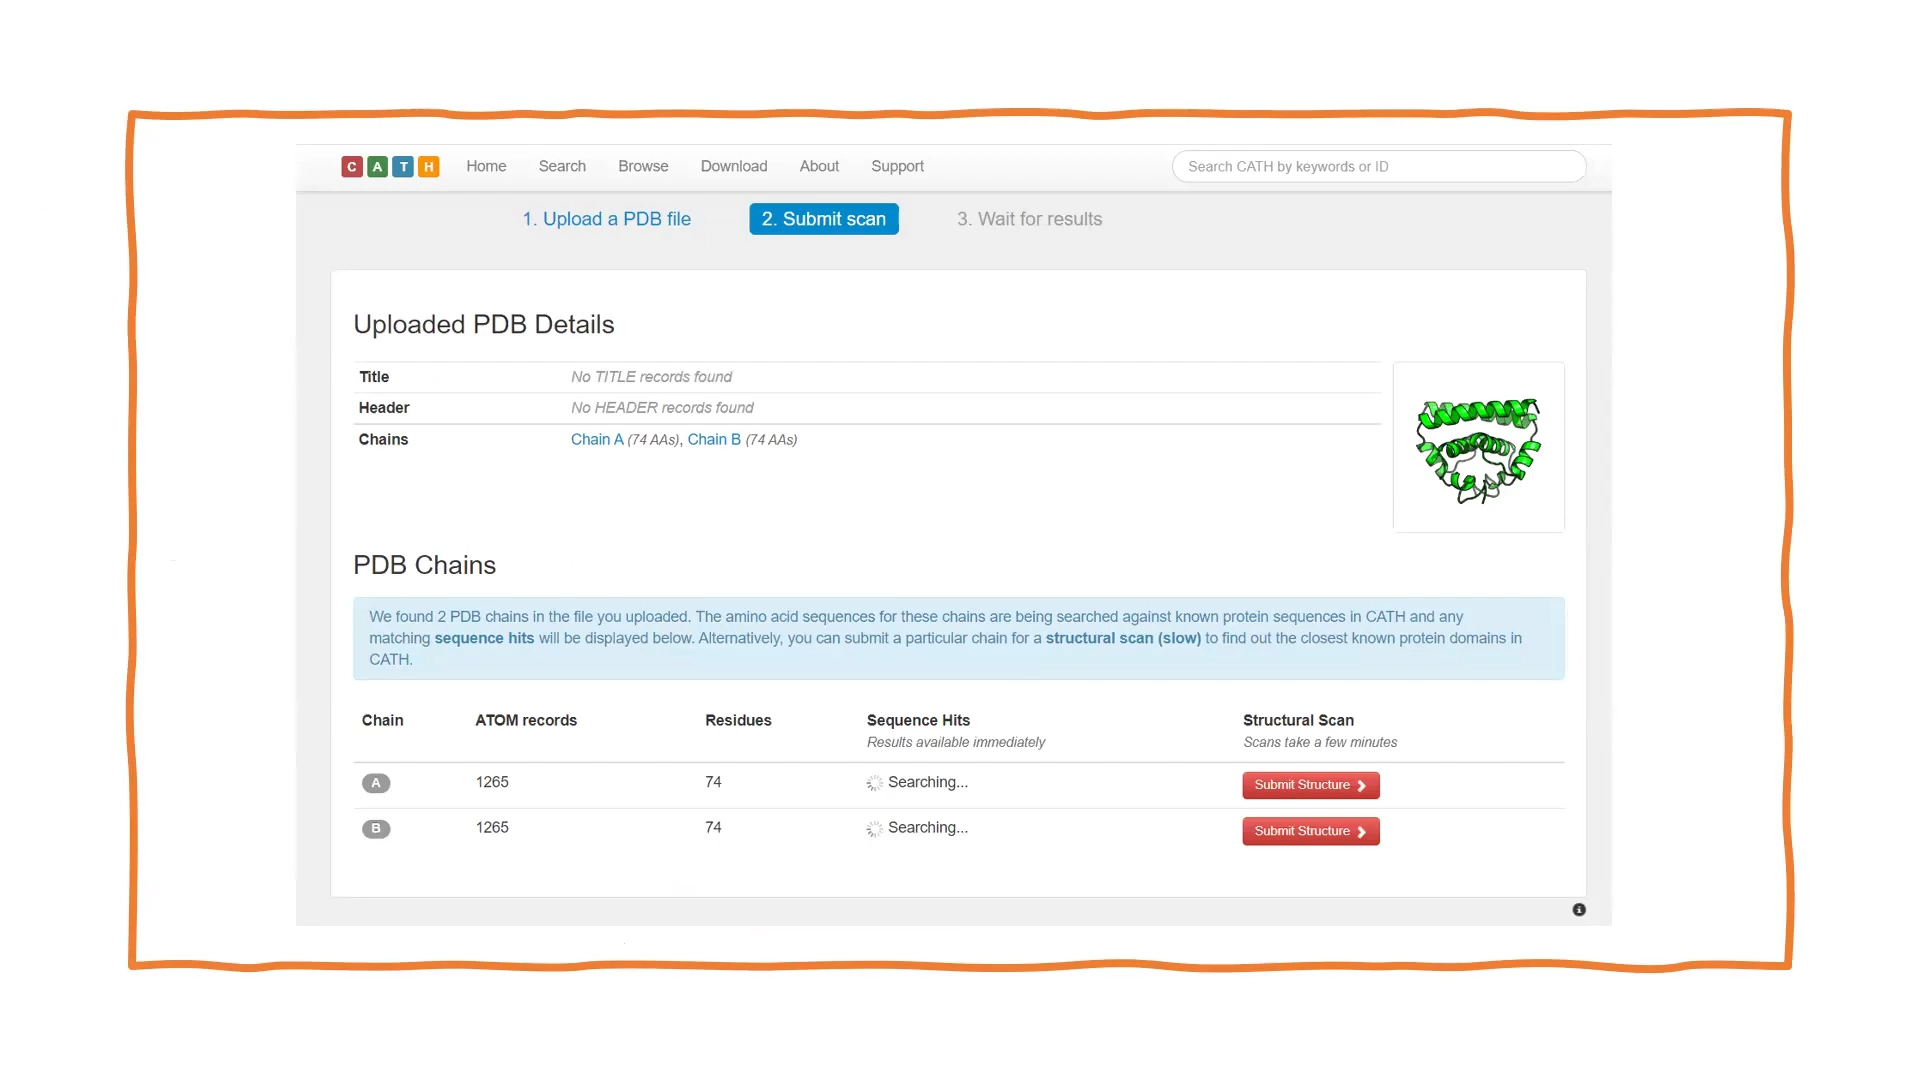 C A T H Home Search Browse Download About Support Search CATH by keywords or ID
1. Upload a PDB file 2. Submit scan 3. Wait for results
Uploaded PDB Details
Title No TITLE records found
Header No HEADER records found
Chains Chain A (74 AAs), Chain B (74 AAs)
PDB Chains
We found 2 PDB chains in the file you uploaded. The amino acid sequences for these chains are being searched against known protein sequences in CATH and any
matching sequence hits will be displayed below. Alternatively, you can submit a particular chain for a structural scan (slow) to find out the closest known protein domains in
CATH.
Chain ATOM records Residues Sequence Hits Structural Scan
Results available immediately Scans take a few minutes
A 1265 74 Searching... Submit Structure
B 1265 74 Searching... Submit Structure